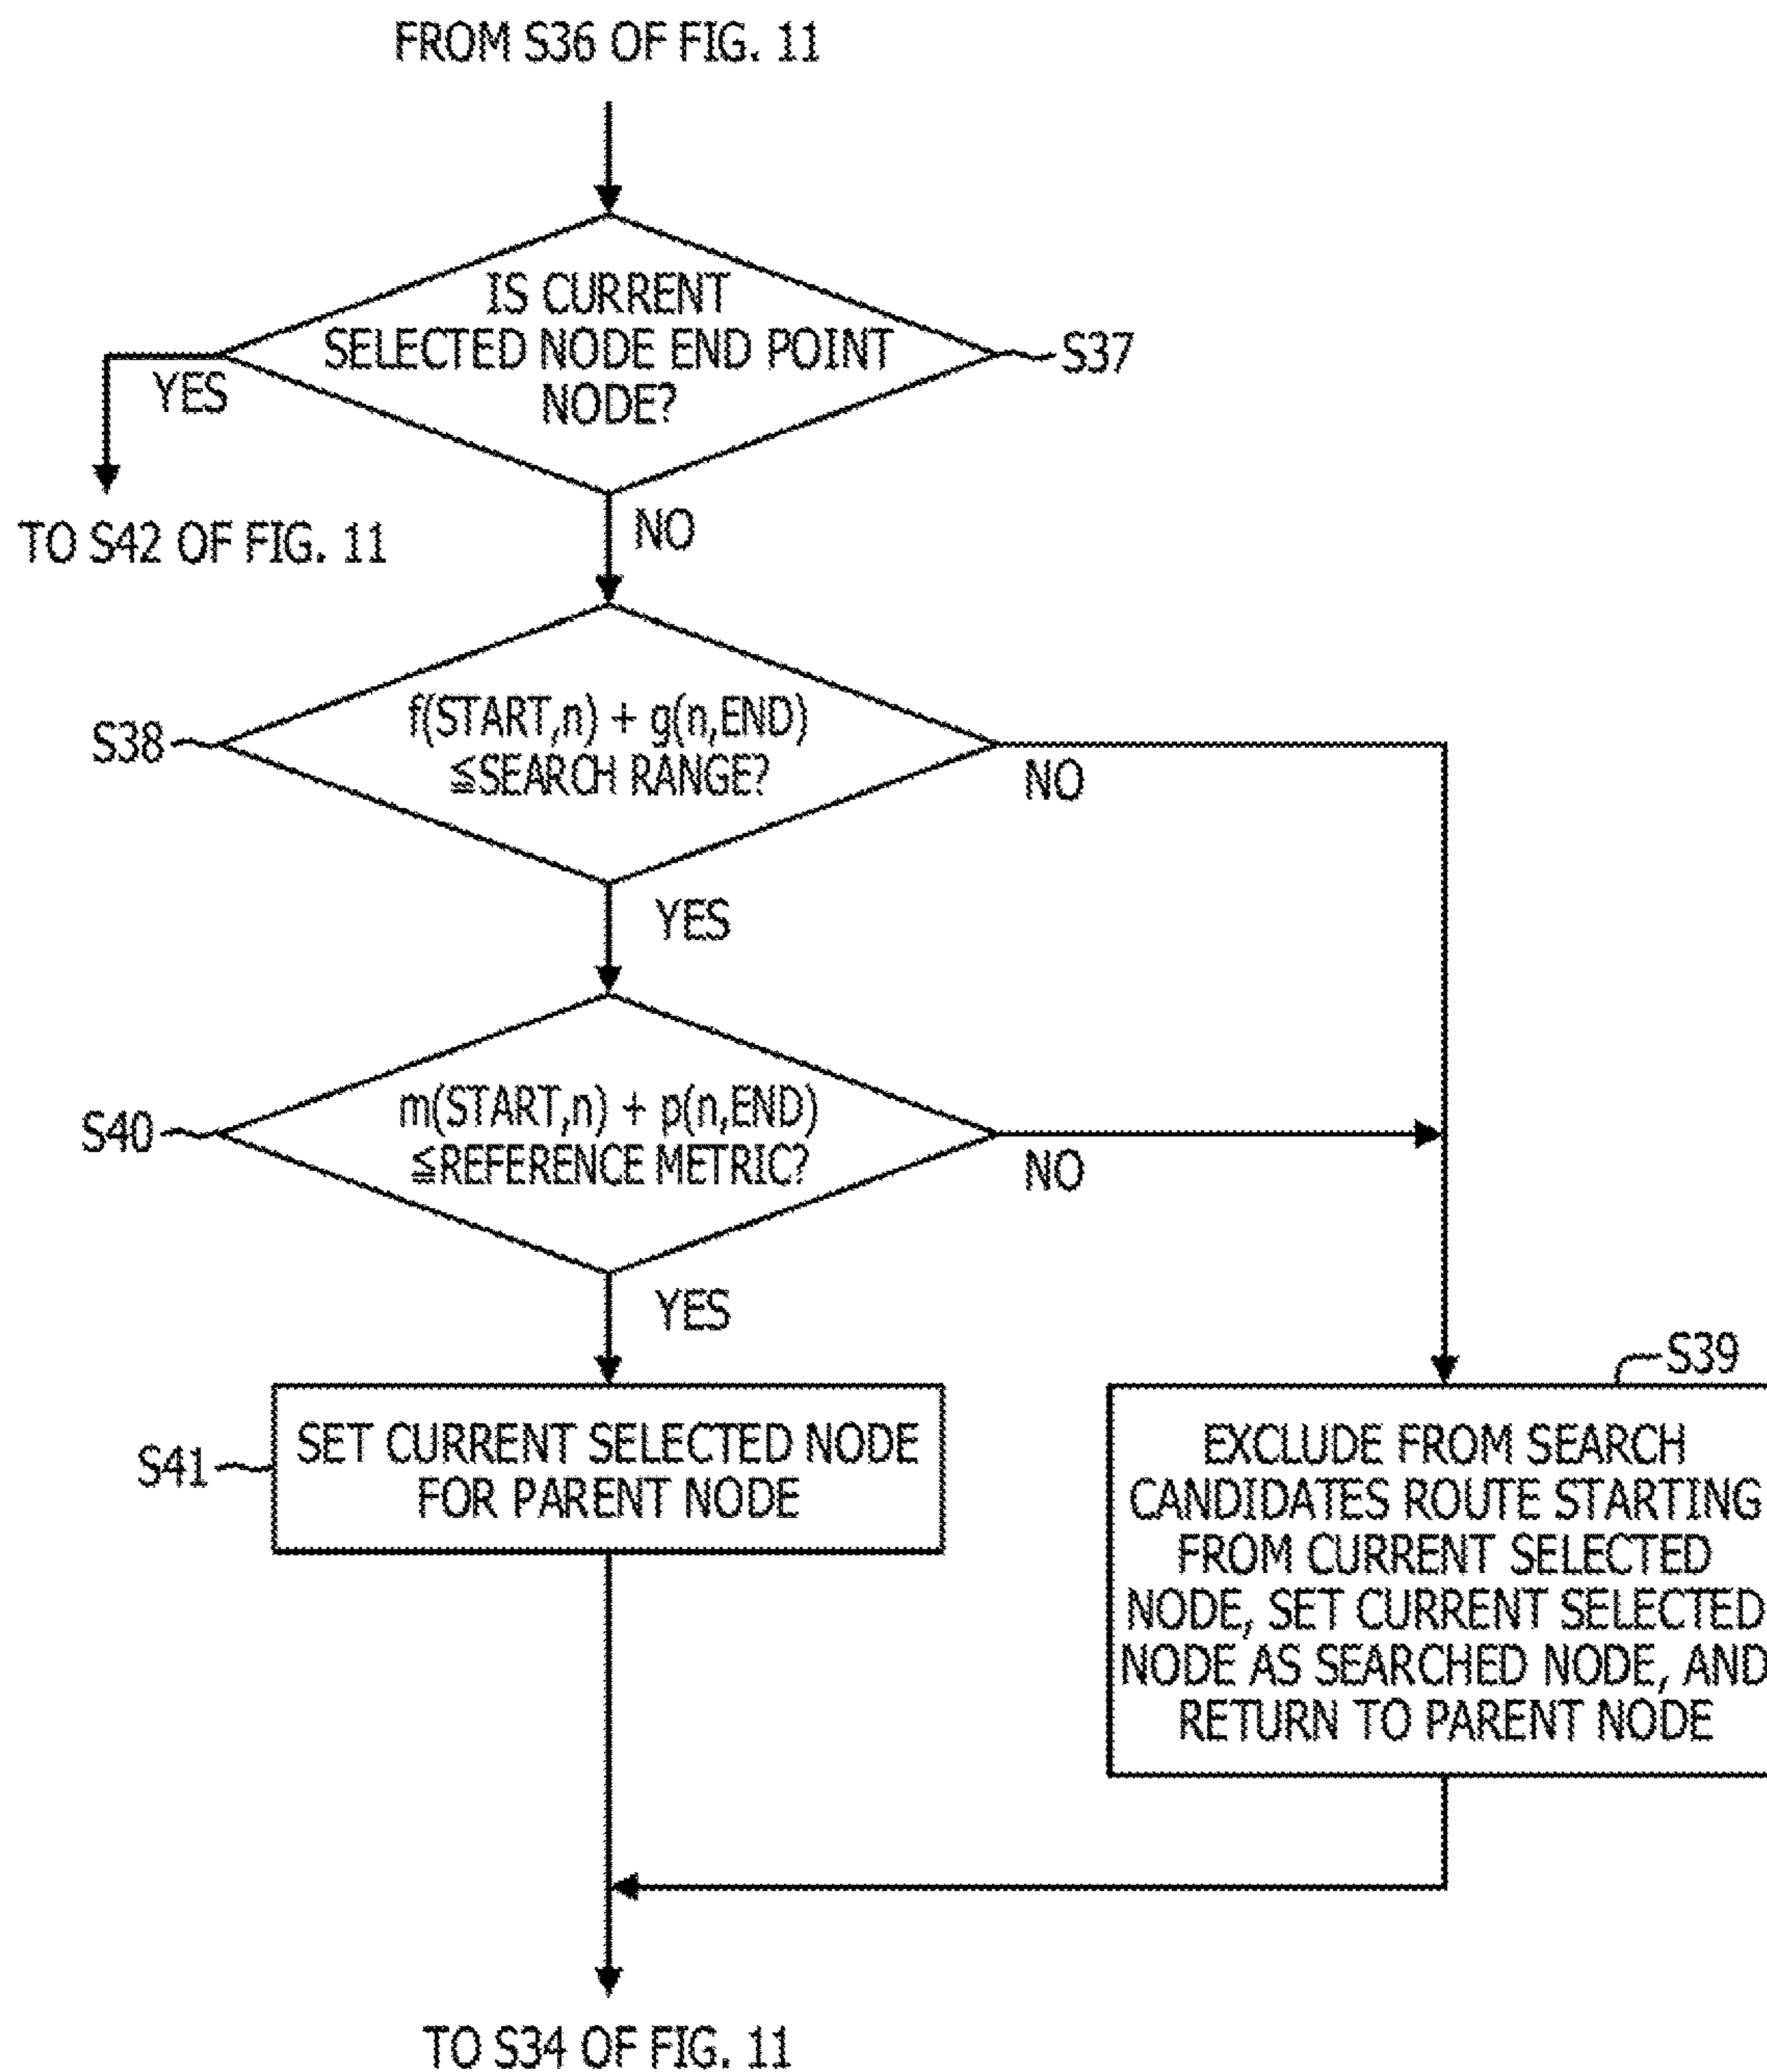 FROM S36 OF FIG. 11
IS CURRENT
SELECTED NODE END POINT
NODE?
S37
YES
TO S42 OF FIG. 11
NO
S38
f(START,n) + g(n,END)
≦SEARCH RANGE?
NO
YES
S40
m(START,n) + p(n,END)
≦REFERENCE METRIC?
NO
YES
S41
SET CURRENT SELECTED NODE
FOR PARENT NODE
S39
EXCLUDE FROM SEARCH
CANDIDATES ROUTE STARTING
FROM CURRENT SELECTED
NODE, SET CURRENT SELECTED
NODE AS SEARCHED NODE, AND
RETURN TO PARENT NODE
TO S34 OF FIG. 11